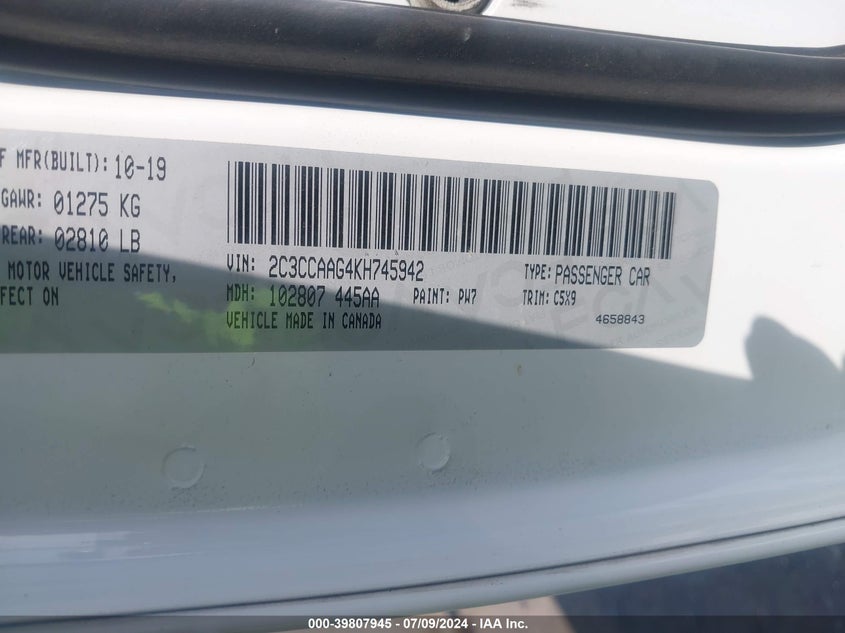 F MFR(BUILT): 10-19
GAWR: 01275 KG
REAR: 02810 LB
MOTOR VEHICLE SAFETY,
FECT ON
VIN: 2C3CCAAG4KH745942
TYPE: PASSENGER CAR
MDH: 102807 445AA
PAINT: PW7
TRIM: C5X9
VEHICLE MADE IN CANADA
4658843
000-39807945 - 07/09/2024 - IAA Inc.